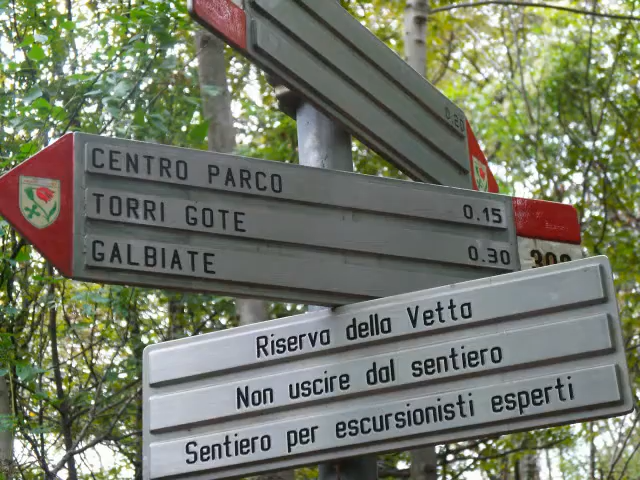 CENTRO PARCO
TORRI GOTE 0.15
GALBIATE 0.30
Riserva della Vetta
Non uscire dal sentiero
Sentiero per escursionisti esperti